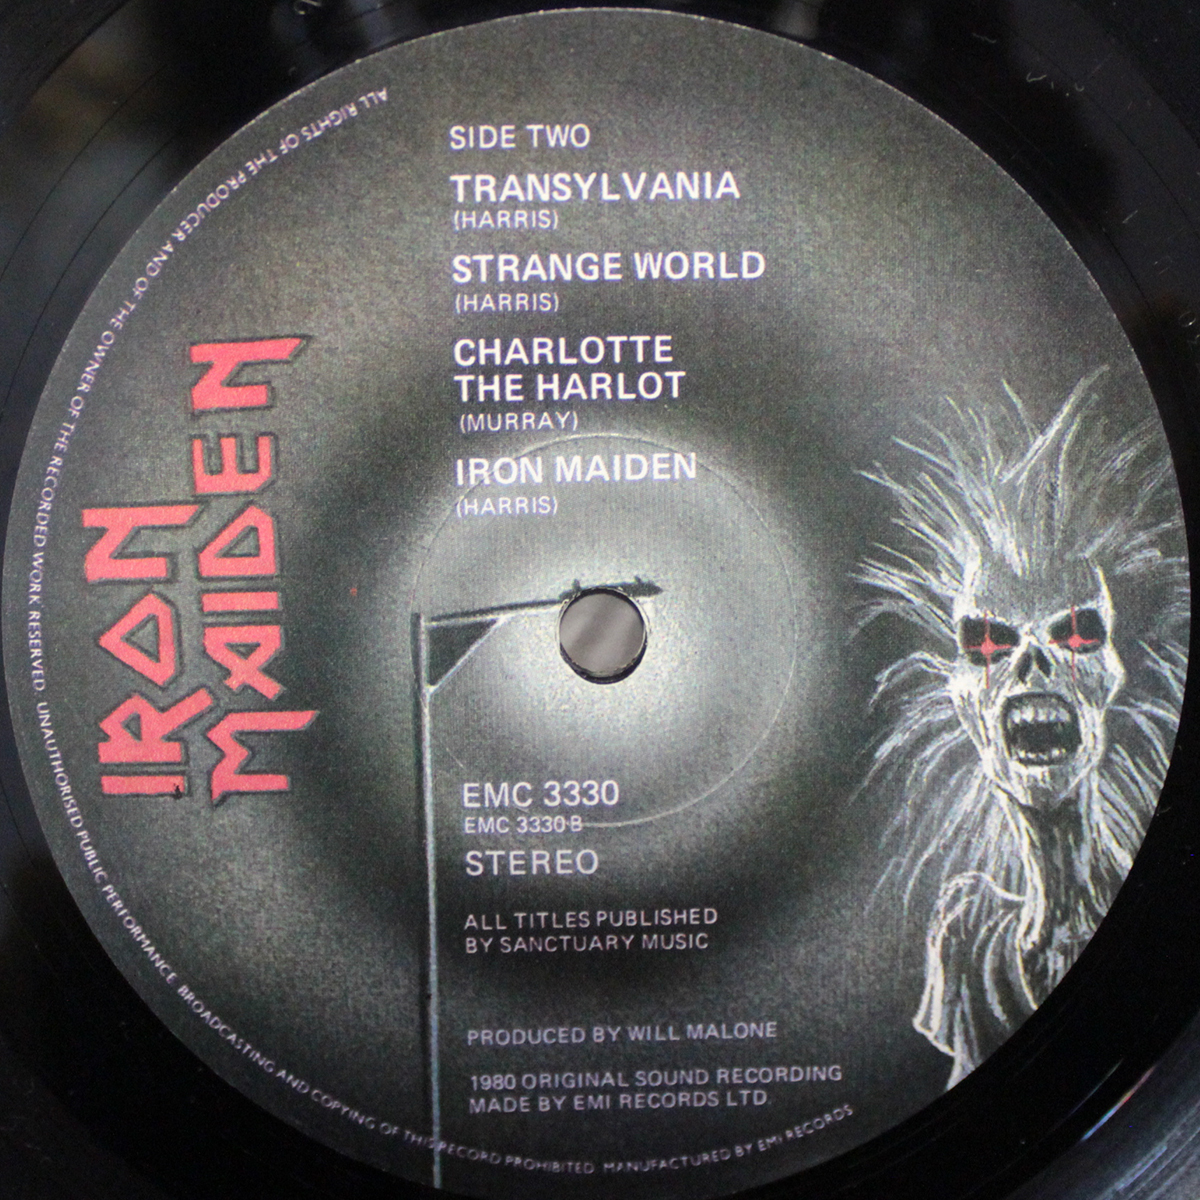 SIDE TWO
TRANSYLVANIA
(HARRIS)
STRANGE WORLD
(HARRIS)
CHARLOTTE
THE HARLOT
(MURRAY)
IRON MAIDEN
(HARRIS)
IRON
MAIDEN
EMC 3330
EMC 3330 B
STEREO
ALL TITLES PUBLISHED
BY SANCTUARY MUSIC
PRODUCED BY WILL MALONE
1980 ORIGINAL SOUND RECORDING
MADE BY EMI RECORDS LTD.
ALL RIGHTS OF THE PRODUCER AND OF THE OWNER OF THE RECORDED WORK RESERVED. UNAUTHORISED PUBLIC PERFORMANCE BROADCASTING AND COPYING OF THIS RECORD PROHIBITED MANUFACTURED BY EMI RECORDS